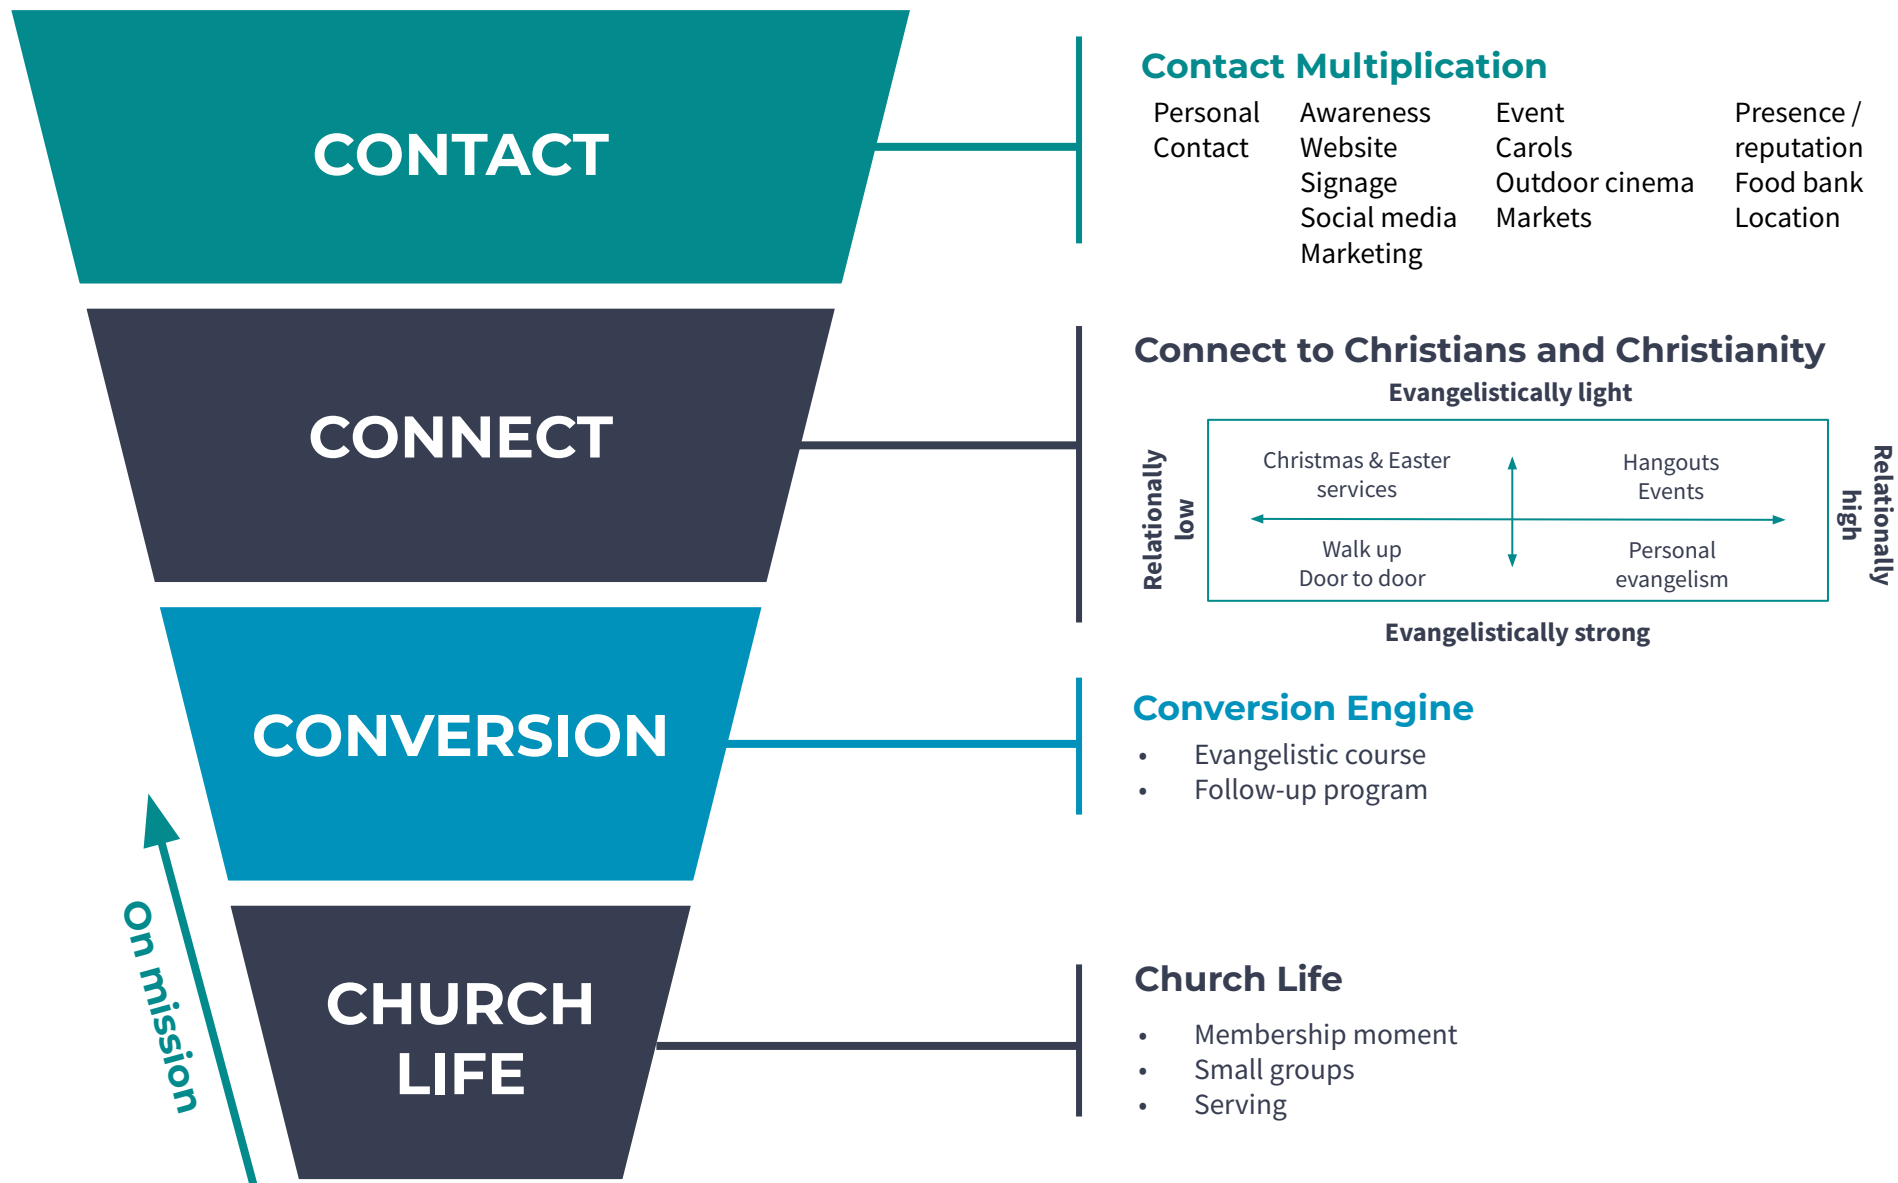 CONTACT
Contact Multiplication
Personal
Contact
Awareness
Website
Signage
Social media
Marketing
Event
Carols
Outdoor cinema
Markets
Presence /
reputation
Food bank
Location
CONNECT
Connect to Christians and Christianity
Evangelistically light
Relationally
low
Christmas & Easter
services
Hangouts
Events
Walk up
Door to door
Personal
evangelism
Relationally
high
Evangelistically strong
CONVERSION
Conversion Engine
• Evangelistic course
• Follow-up program
On mission
CHURCH
LIFE
Church Life
• Membership moment
• Small groups
• Serving